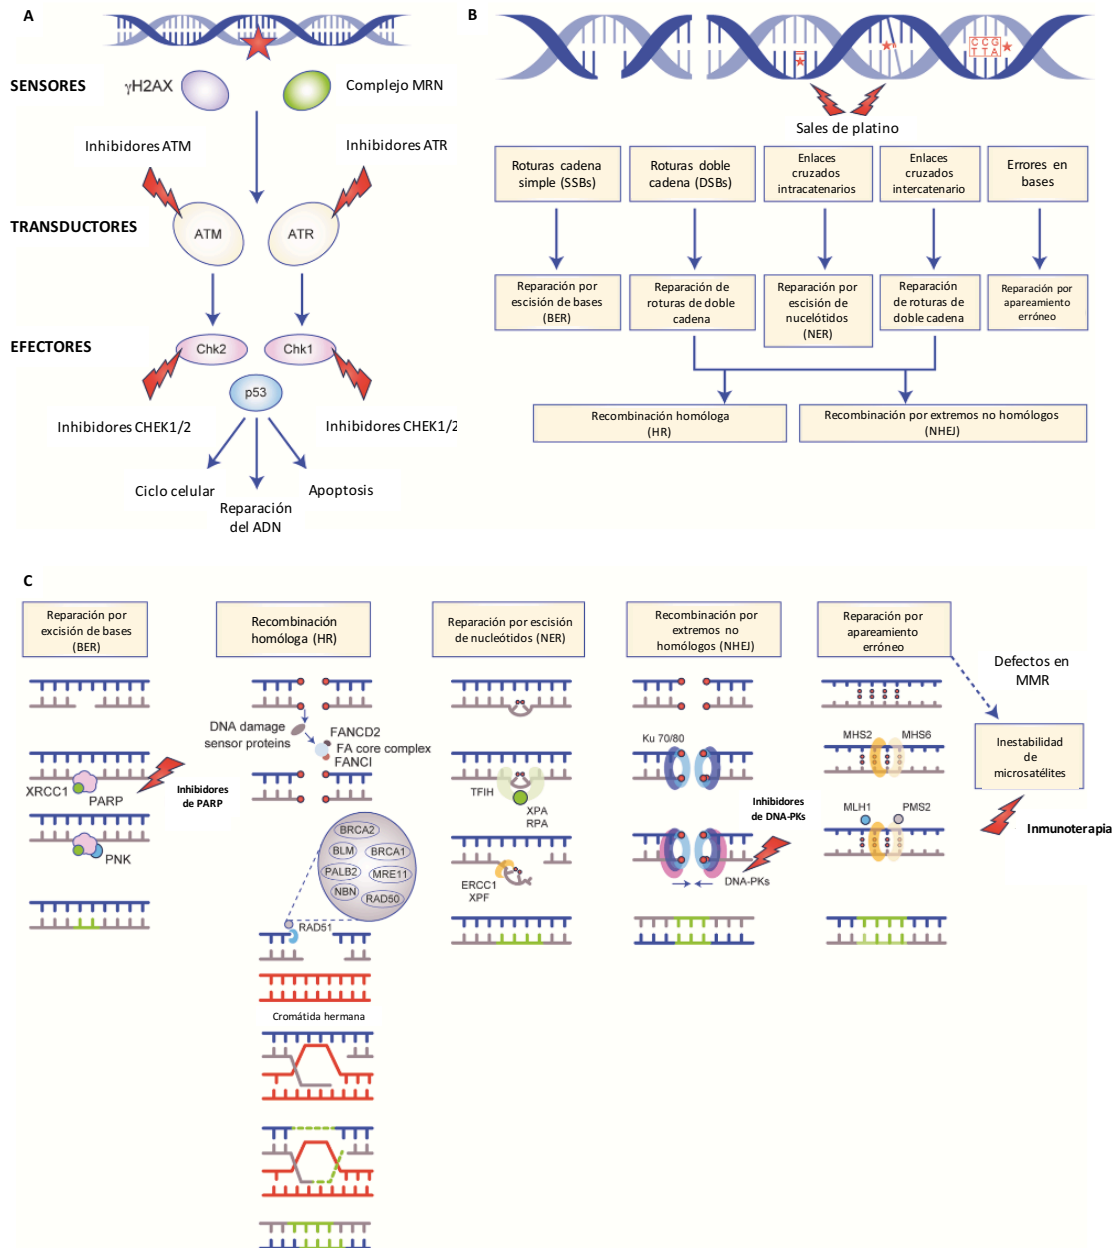 A
SENSORES
γH2AX
Complejo MRN
Inhibidores ATM
Inhibidores ATR
TRANSDUCTORES
ATM
ATR
EFECTORES
Chk2
Chk1
p53
Inhibidores CHEK1/2
Inhibidores CHEK1/2
Ciclo celular
Apoptosis
Reparación
del ADN
B
C C G
T T A
Sales de platino
Roturas cadena
simple (SSBs)
Roturas doble
cadena (DSBs)
Enlaces
cruzados
intracatenarios
Enlaces
cruzados
intercatenario
Errores en
bases
Reparación por
escisión de bases
(BER)
Reparación de
roturas de doble
cadena
Reparación por
escisión de
nucelótidos
(NER)
Reparación
de roturas de
doble cadena
Reparación por
apareamiento
erróneo
Recombinación homóloga
(HR)
Recombinación por extremos no homólogos
(NHEJ)
C
Reparación por
excisión de bases
(BER)
XRCC1
PARP
Inhibidores
de PARP
PNK
Recombinación
homóloga (HR)
DNA damage
sensor proteins
FANCD2
FA core complex
FANCI
BRCA2
BLM
BRCA1
PALB2
MRE11
NBN
RAD50
RAD51
Cromátida hermana
Reparación por escisión
de nucleótidos (NER)
TFIH
XPA
RPA
ERCC1
XPF
Recombinación por
extremos no
homólogos (NHEJ)
Ku 70/80
Inhibidores
de DNA-PKs
DNA-PKs
Reparación por
apareamiento
erróneo
MHS2
MHS6
MLH1
PMS2
Defectos en
MMR
Inestabilidad
de
microsatélites
Inmunoterapia